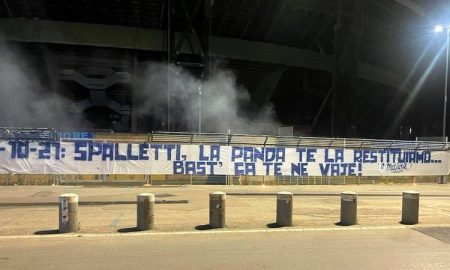 -10-21: SPALLETTI, LA PANDA TE LA RESTITUIAMO...
BAST' CA TE NE VAJE!